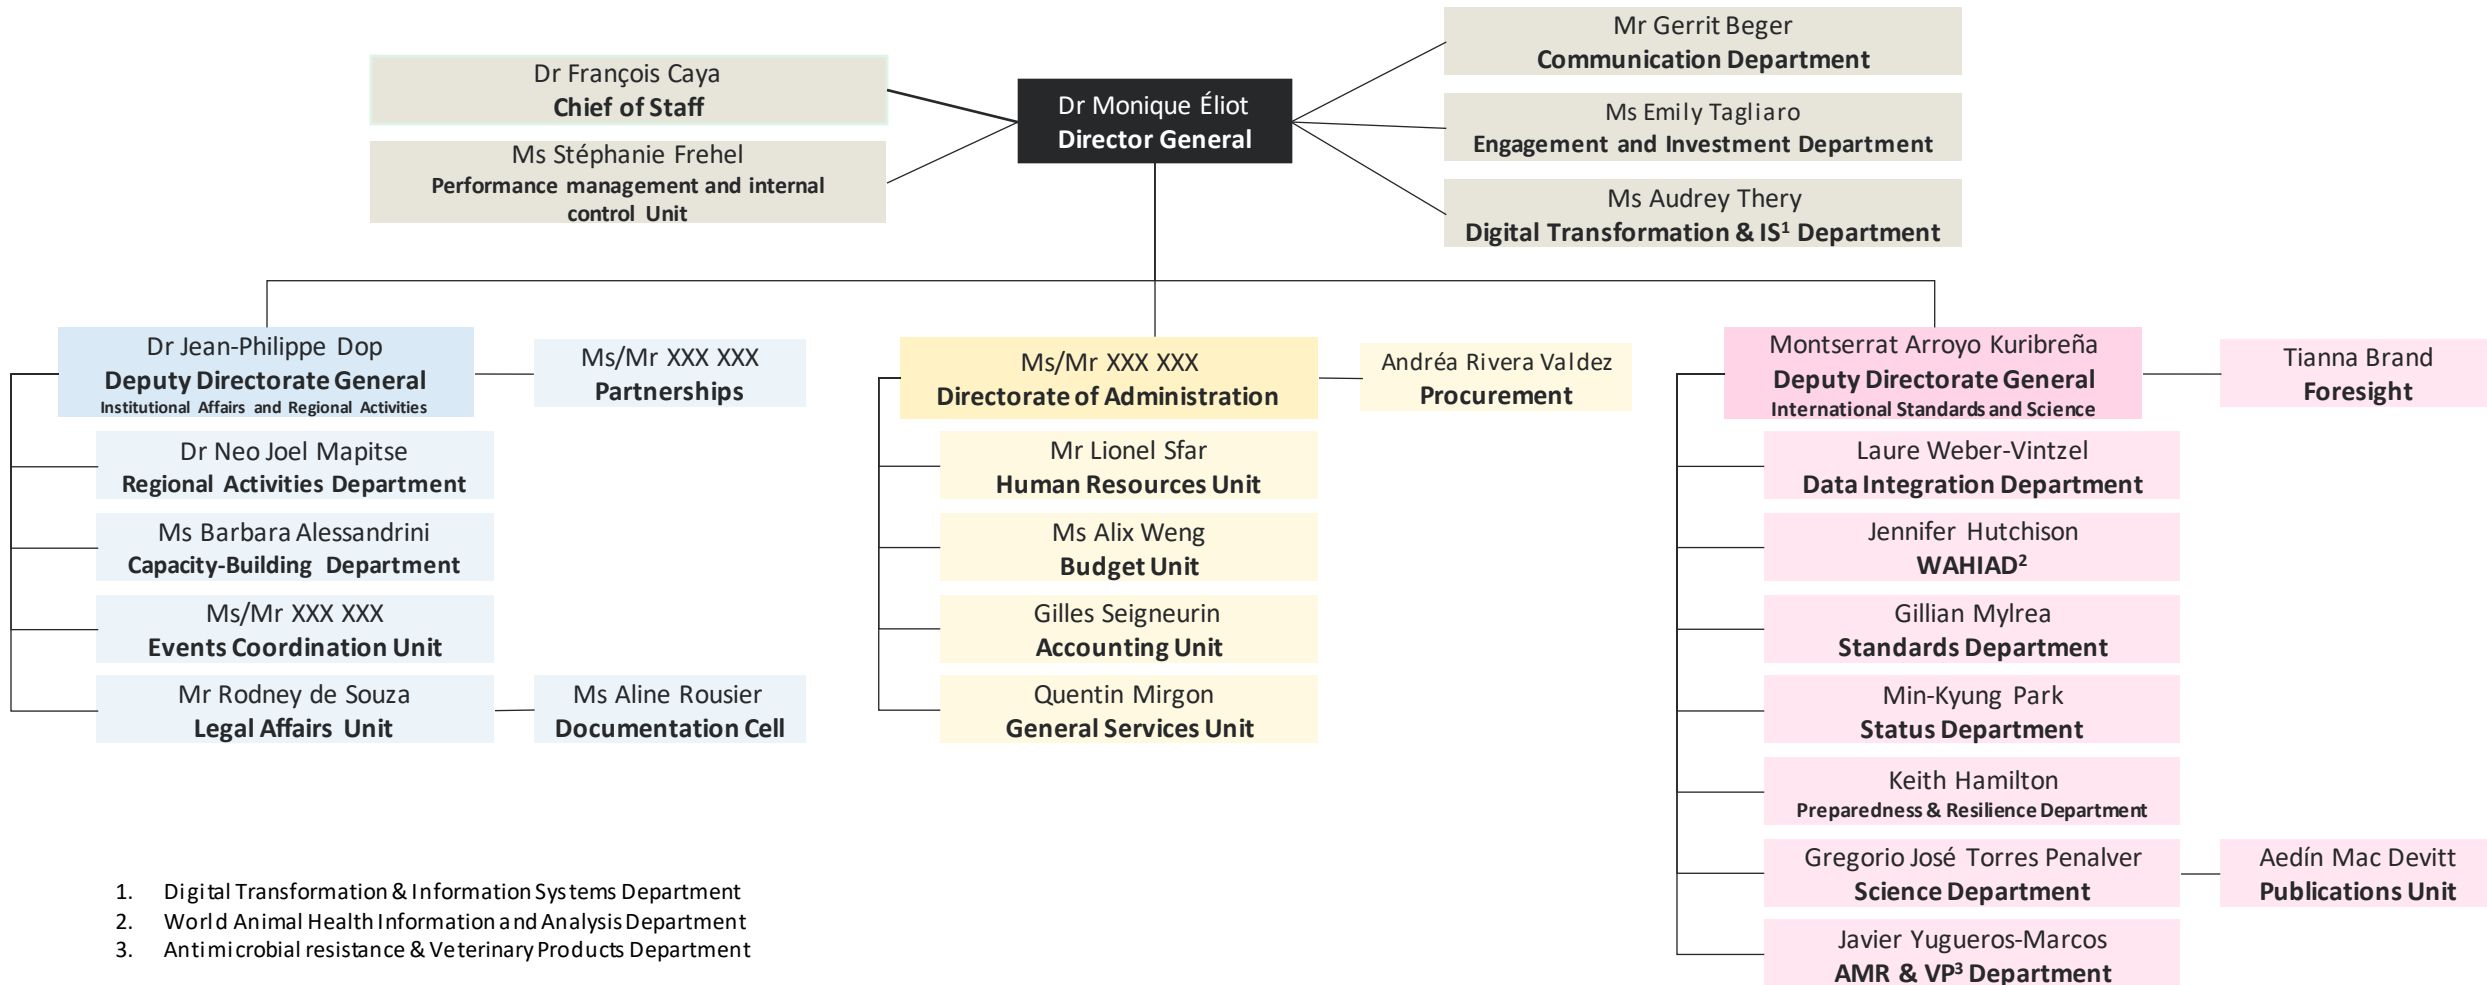 Dr François Caya
Chief of Staff
Ms Stéphanie Frehel
Performance management and internal
control Unit
Dr Monique Éliot
Director General
Mr Gerrit Beger
Communication Department
Ms Emily Tagliaro
Engagement and Investment Department
Ms Audrey Thery
Digital Transformation & IS¹ Department
Dr Jean-Philippe Dop
Deputy Directorate General
Institutional Affairs and Regional Activities
Ms/Mr XXX XXX
Partnerships
Dr Neo Joel Mapitse
Regional Activities Department
Ms Barbara Alessandrini
Capacity-Building Department
Ms/Mr XXX XXX
Events Coordination Unit
Mr Rodney de Souza
Legal Affairs Unit
Ms Aline Rousier
Documentation Cell
Ms/Mr XXX XXX
Directorate of Administration
Andréa Rivera Valdez
Procurement
Mr Lionel Sfar
Human Resources Unit
Ms Alix Weng
Budget Unit
Gilles Seigneurin
Accounting Unit
Quentin Mirgon
General Services Unit
Montserrat Arroyo Kuribreña
Deputy Directorate General
International Standards and Science
Tianna Brand
Foresight
Laure Weber-Vintzel
Data Integration Department
Jennifer Hutchison
WAHIAD²
Gillian Mylrea
Standards Department
Min-Kyung Park
Status Department
Keith Hamilton
Preparedness & Resilience Department
Gregorio José Torres Penalver
Science Department
Aedín Mac Devitt
Publications Unit
Javier Yugueros-Marcos
AMR & VP³ Department
1. Digital Transformation & Information Systems Department
2. World Animal Health Information and Analysis Department
3. Antimicrobial resistance & Veterinary Products Department